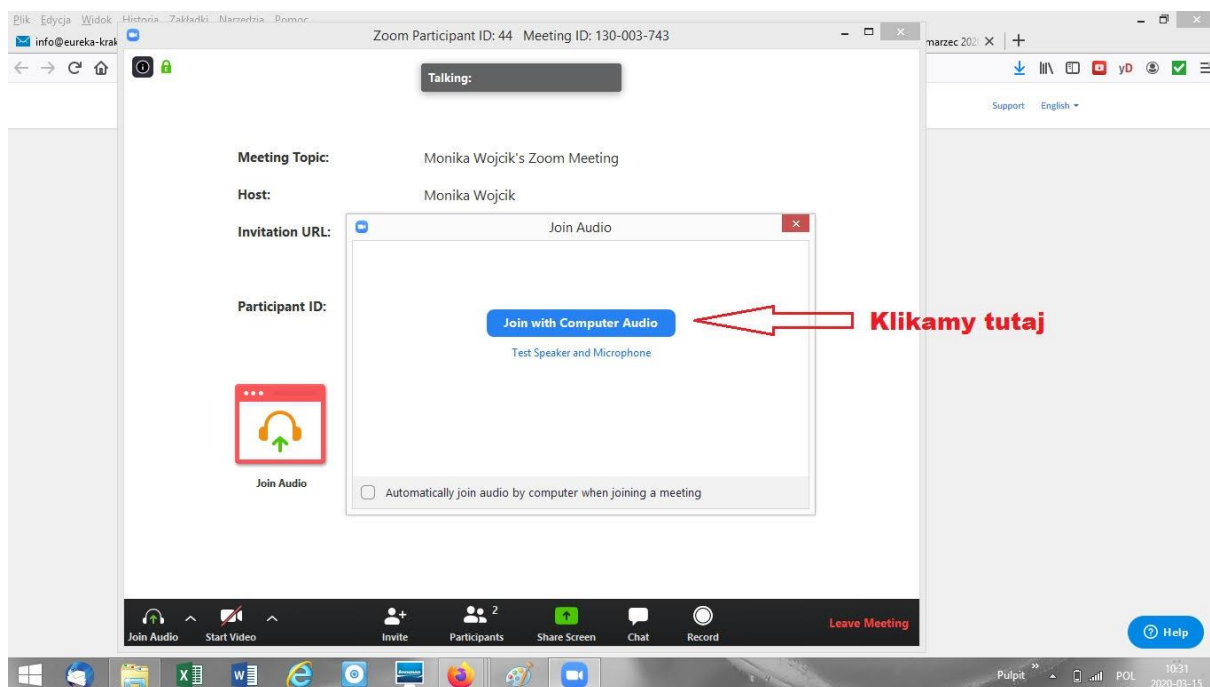 Plik Edycja Widok Historia Zakładki Narzędzia Pomoc
info@eureka-krak
Zoom Participant ID: 44 Meeting ID: 130-003-743
marzec 202
Talking:
Support English
Meeting Topic: Monika Wojcik's Zoom Meeting
Host: Monika Wojcik
Invitation URL:
Join Audio
Participant ID:
Join with Computer Audio
Klikamy tutaj
Test Speaker and Microphone
Join Audio
Automatically join audio by computer when joining a meeting
Join Audio Start Video Invite Participants 2 Share Screen Chat Record Leave Meeting
Help
Pulpit POL 10:31
2020-03-15